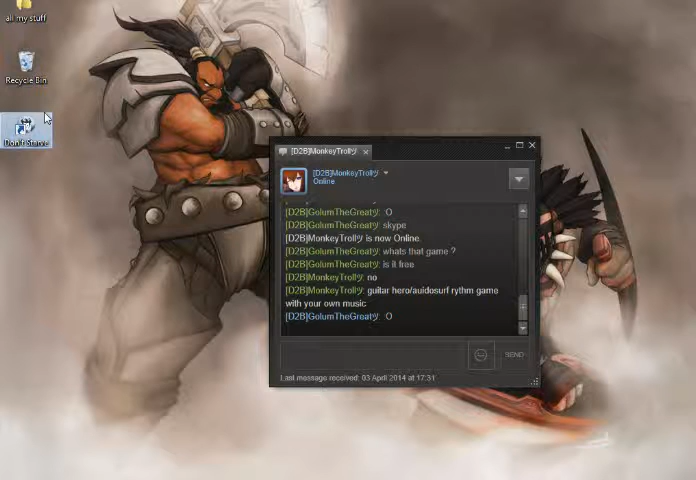 all my stuff
Recycle Bin
Don't Starve
[D2B]MonkeyTrollツ
[D2B]MonkeyTrollツ
Online
[D2B]GolumTheGreatツ: :O
[D2B]GolumTheGreatツ: skype
[D2B]MonkeyTrollツ is now Online.
[D2B]GolumTheGreatツ: whats that game ?
[D2B]GolumTheGreatツ: is it free
[D2B]MonkeyTrollツ: no
[D2B]MonkeyTrollツ: guitar hero/auidosurf rythm game
with your own music
[D2B]GolumTheGreatツ: :O
SEND
Last message received: 03 April 2014 at 17:31